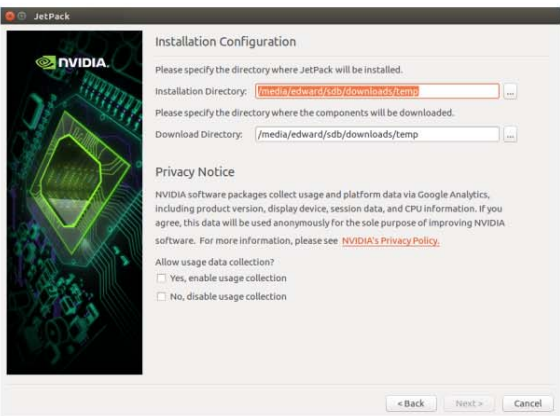 JetPack
NVIDIA.
Installation Configuration
Please specify the directory where JetPack will be installed.
Installation Directory: /media/edward/sdb/downloads/temp ...
Please specify the directory where the components will be downloaded.
Download Directory: /media/edward/sdb/downloads/temp ...
Privacy Notice
NVIDIA software packages collect usage and platform data via Google Analytics,
including product version, display device, session data, and CPU information. If you
agree, this data will be used anonymously for the sole purpose of improving NVIDIA
software. For more information, please see NVIDIA's Privacy Policy.
Allow usage data collection?
Yes, enable usage collection
No, disable usage collection
< Back Next > Cancel